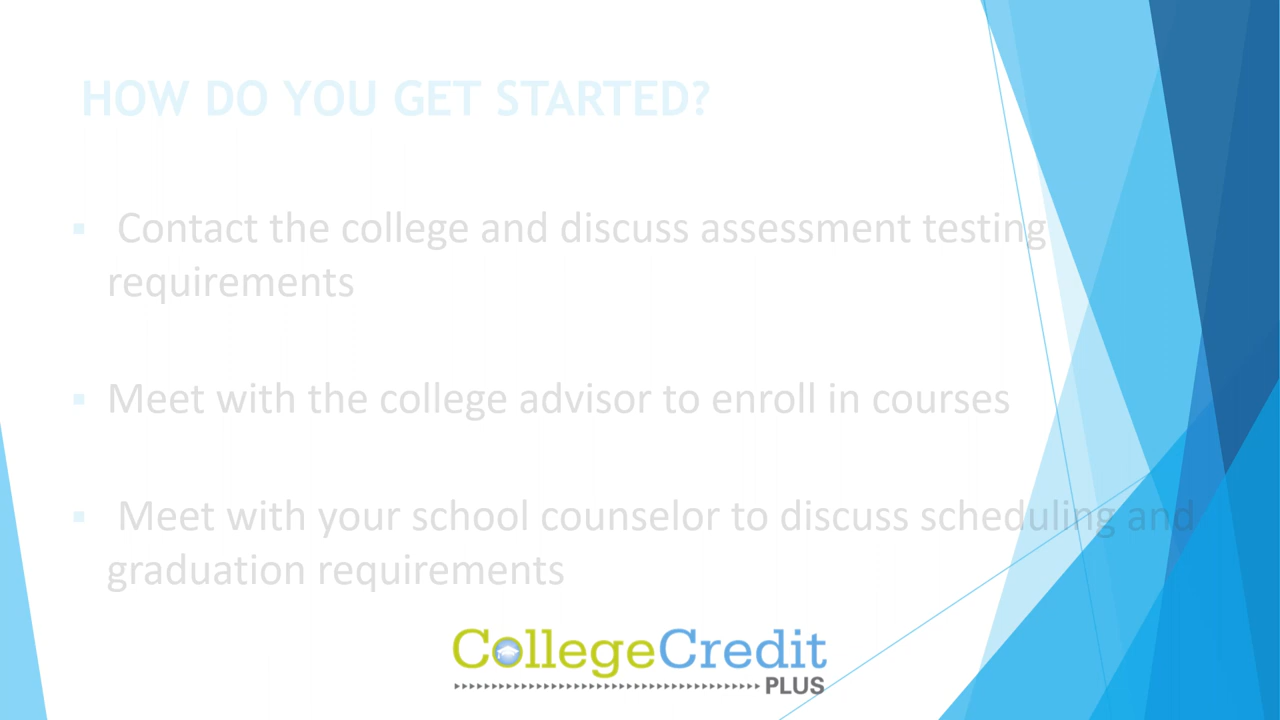 HOW DO YOU GET STARTED?
▪ Contact the college and discuss assessment testing
requirements
▪ Meet with the college advisor to enroll in courses
▪ Meet with your school counselor to discuss scheduling and
graduation requirements
CollegeCredit
PLUS